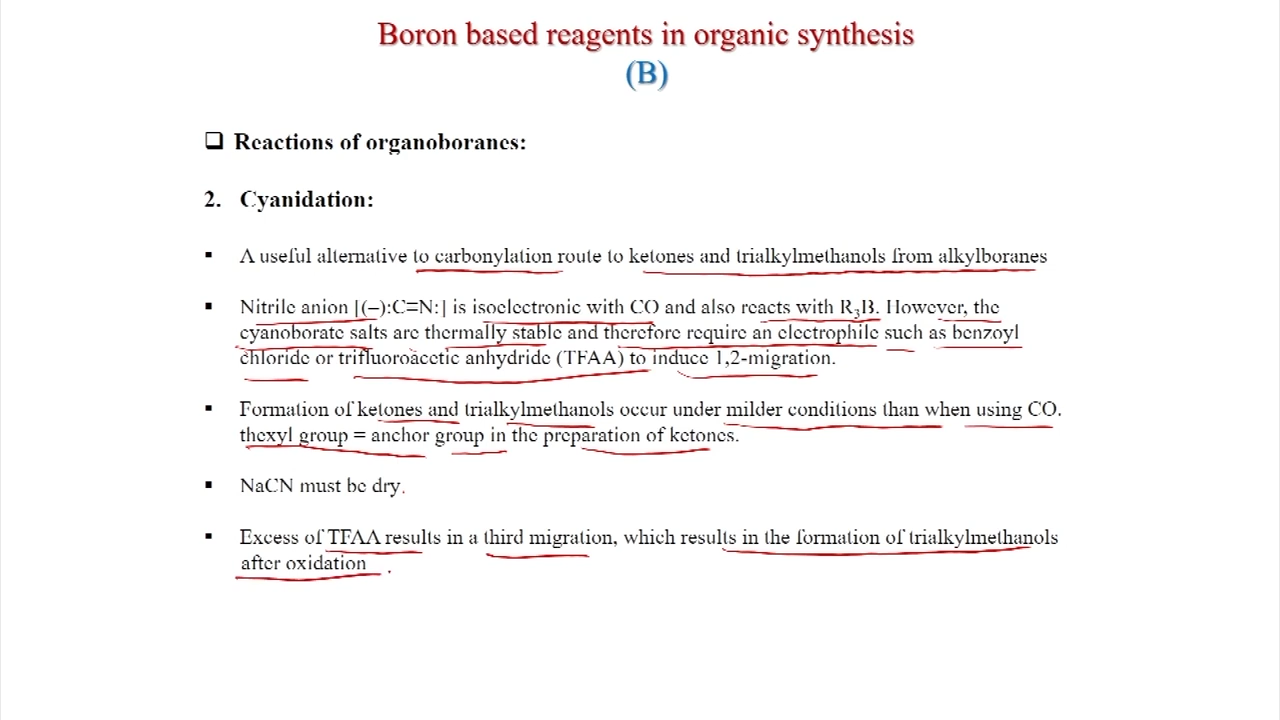 Boron based reagents in organic synthesis
(B)
❑ Reactions of organoboranes:
2. Cyanidation:
▪ A useful alternative to carbonylation route to ketones and trialkylmethanols from alkylboranes
▪ Nitrile anion [(–):C≡N:] is isoelectronic with CO and also reacts with R₃B. However, the
cyanoborate salts are thermally stable and therefore require an electrophile such as benzoyl
chloride or trifluoroacetic anhydride (TFAA) to induce 1,2-migration.
▪ Formation of ketones and trialkylmethanols occur under milder conditions than when using CO.
thexyl group = anchor group in the preparation of ketones.
▪ NaCN must be dry.
▪ Excess of TFAA results in a third migration, which results in the formation of trialkylmethanols
after oxidation